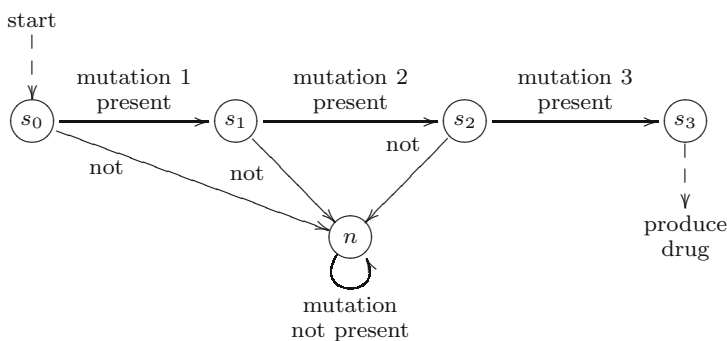 start
mutation 1
present
mutation 2
present
mutation 3
present
s0
s1
s2
s3
not
not
not
n
produce
drug
mutation
not present